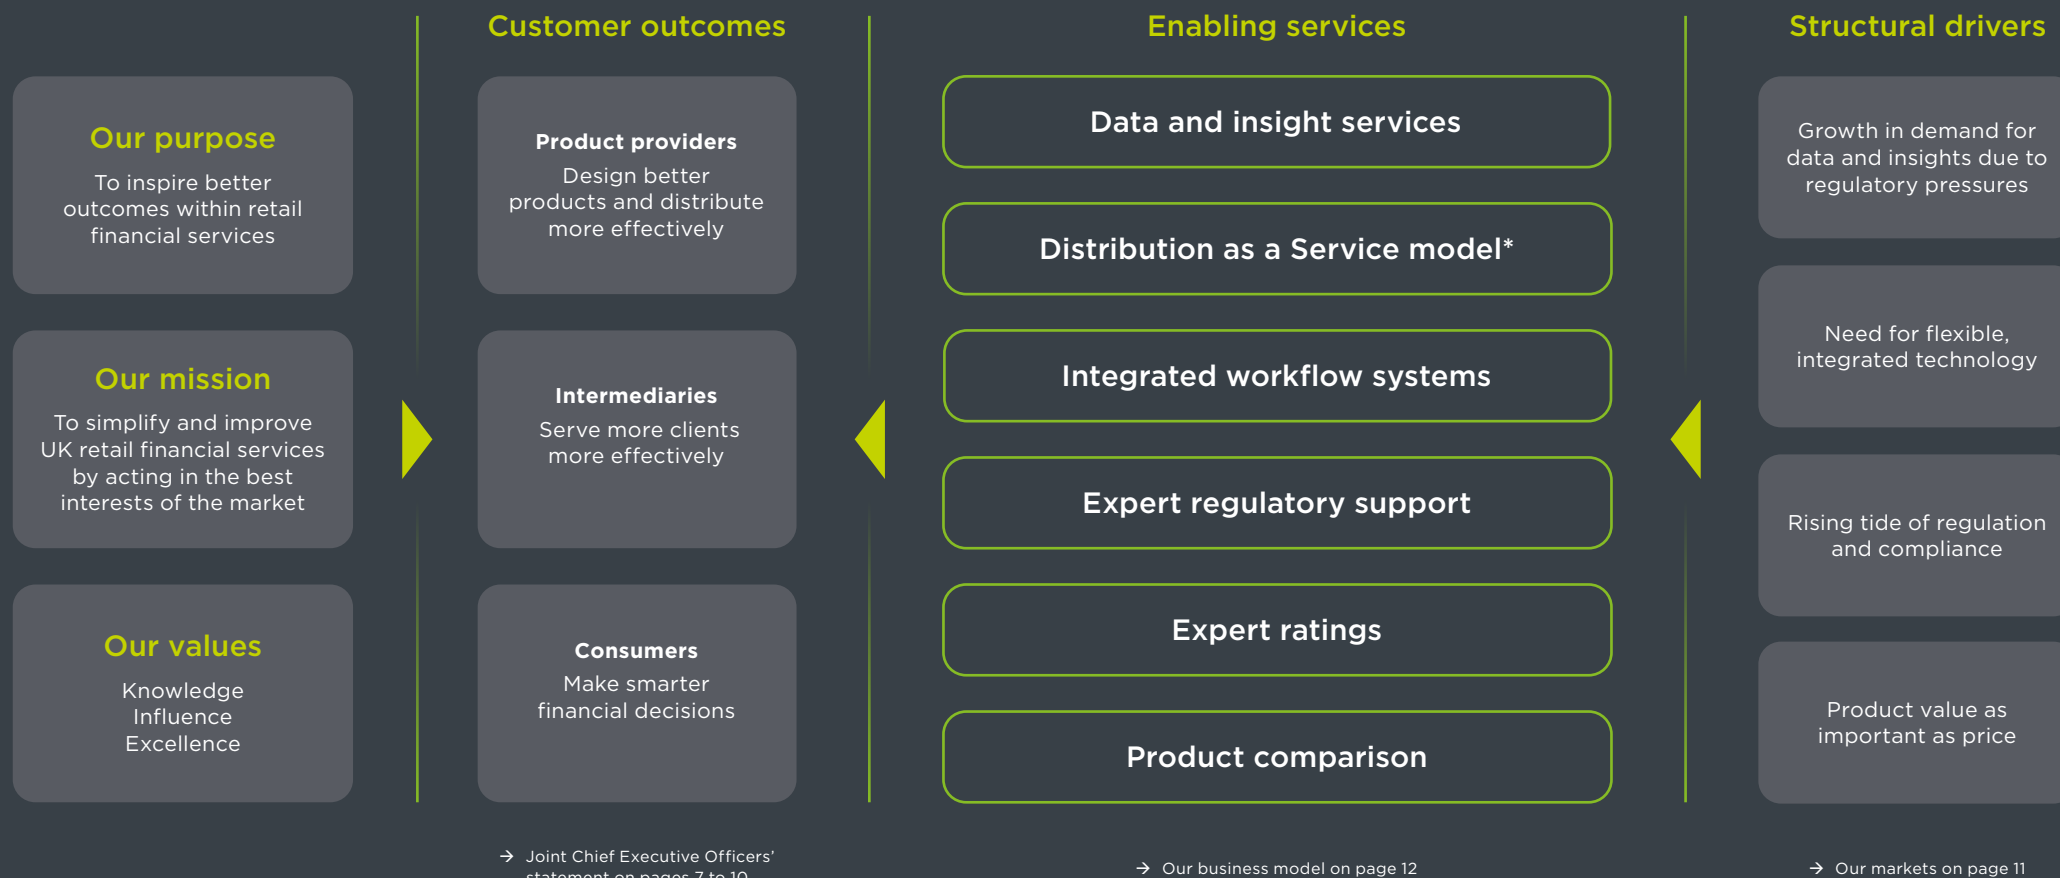 Our purpose
To inspire better
outcomes within retail
financial services
Our mission
To simplify and improve
UK retail financial services
by acting in the best
interests of the market
Our values
Knowledge
Influence
Excellence
Customer outcomes
Product providers
Design better
products and distribute
more effectively
Intermediaries
Serve more clients
more effectively
Consumers
Make smarter
financial decisions
→ Joint Chief Executive Officers’
statement on pages 7 to 10
Enabling services
Data and insight services
Distribution as a Service model*
Integrated workflow systems
Expert regulatory support
Expert ratings
Product comparison
→ Our business model on page 12
Structural drivers
Growth in demand for
data and insights due to
regulatory pressures
Need for flexible,
integrated technology
Rising tide of regulation
and compliance
Product value as
important as price
→ Our markets on page 11